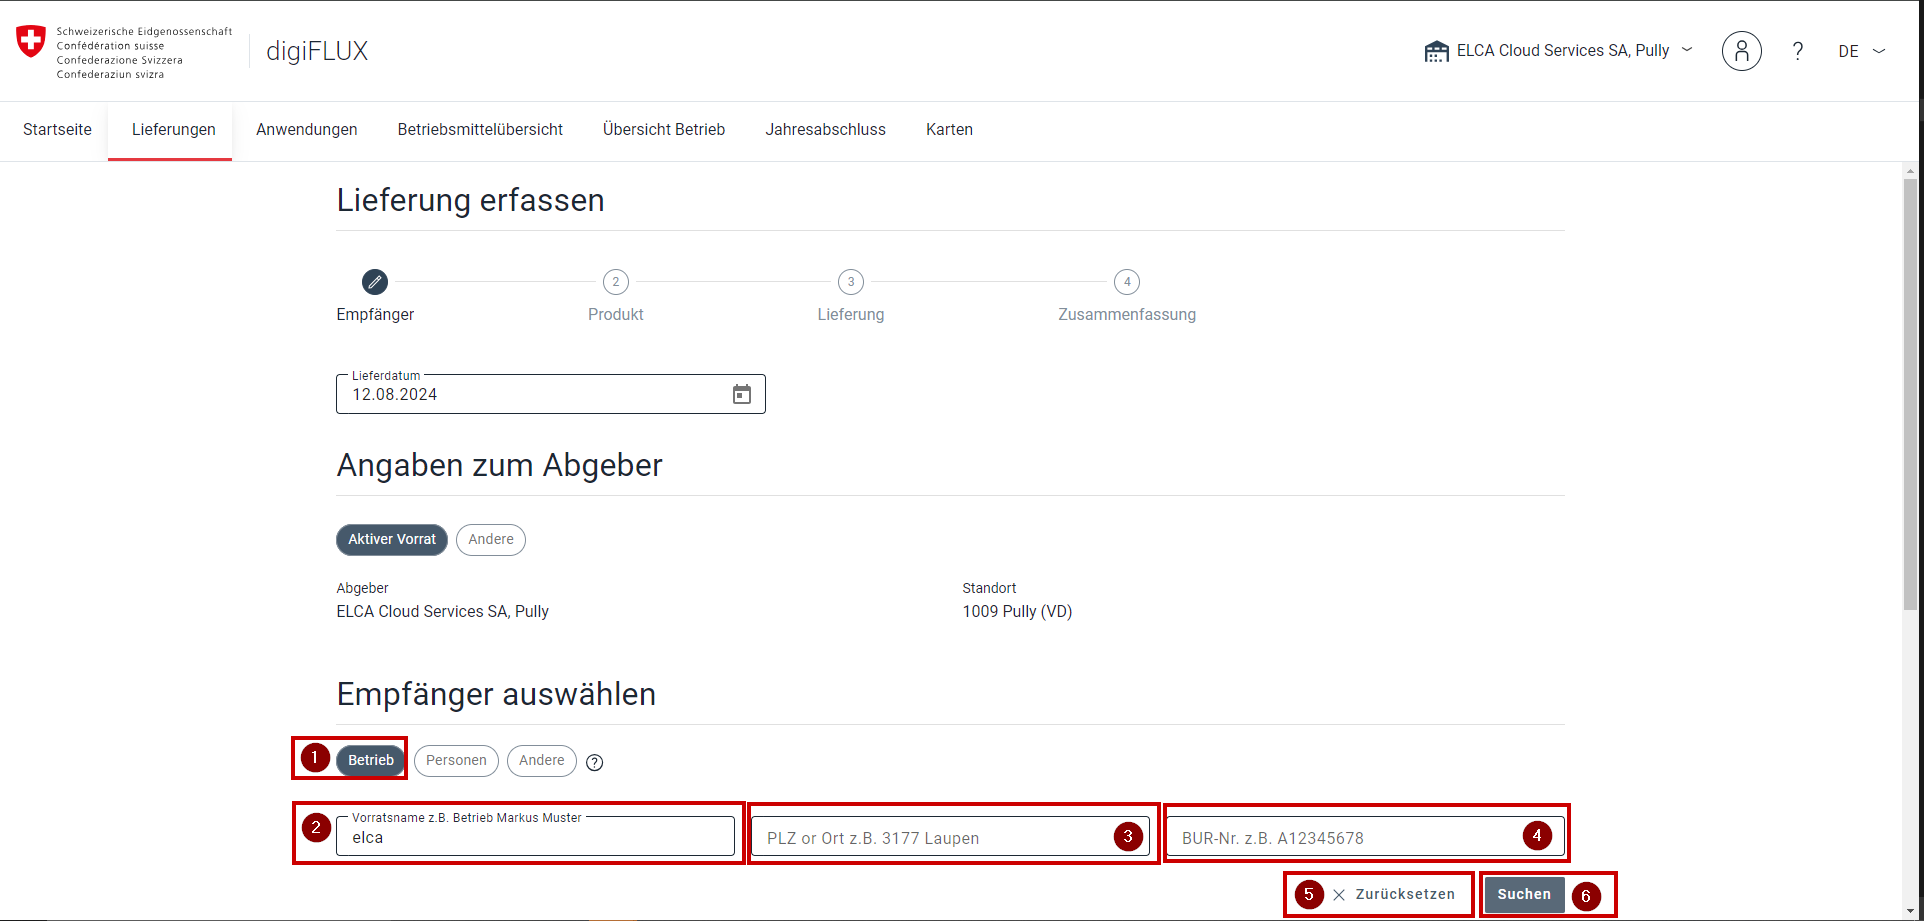 Schweizerische Eidgenossenschaft
Confédération suisse
Confederazione Svizzera
Confederaziun svizra
digiFLUX
ELCA Cloud Services SA, Pully
?
DE
Startseite
Lieferungen
Anwendungen
Betriebsmittelübersicht
Übersicht Betrieb
Jahresabschluss
Karten
Lieferung erfassen
2
3
4
Empfänger
Produkt
Lieferung
Zusammenfassung
Lieferdatum
12.08.2024
Angaben zum Abgeber
Aktiver Vorrat
Andere
Abgeber
Standort
ELCA Cloud Services SA, Pully
1009 Pully (VD)
Empfänger auswählen
1
Betrieb
Personen
Andere
?
2
Vorratsname z.B. Betrieb Markus Muster
elca
PLZ or Ort z.B. 3177 Laupen
3
BUR-Nr. z.B. A12345678
4
5
Zurücksetzen
Suchen
6